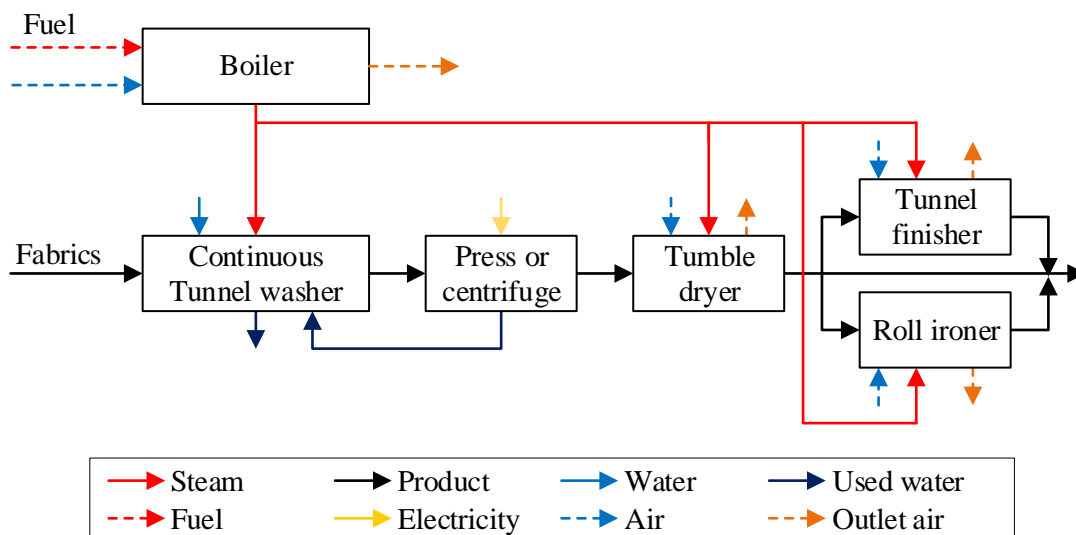 Fuel
Boiler
Fabrics
Continuous
Tunnel washer
Press or
centrifuge
Tumble
dryer
Tunnel
finisher
Roll ironer
Steam
Product
Water
Used water
Fuel
Electricity
Air
Outlet air